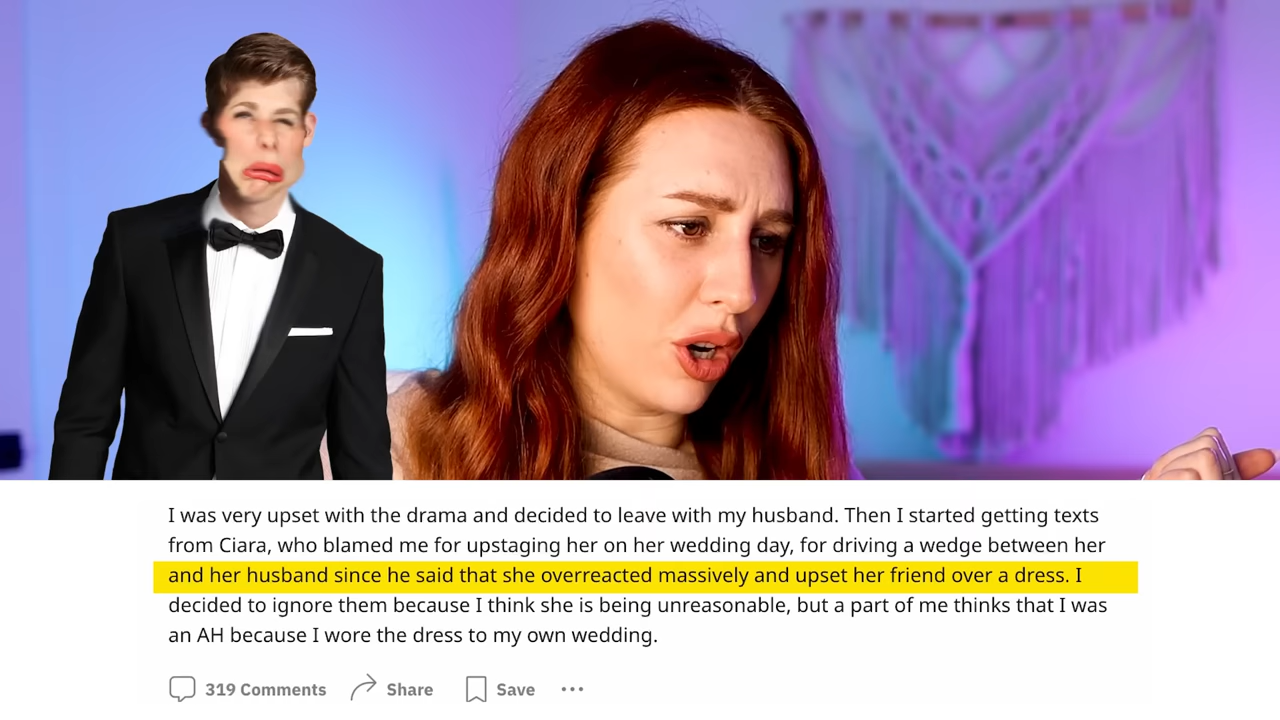 I was very upset with the drama and decided to leave with my husband. Then I started getting texts
from Ciara, who blamed me for upstaging her on her wedding day, for driving a wedge between her
and her husband since he said that she overreacted massively and upset her friend over a dress. I
decided to ignore them because I think she is being unreasonable, but a part of me thinks that I was
an AH because I wore the dress to my own wedding.
319 Comments Share Save